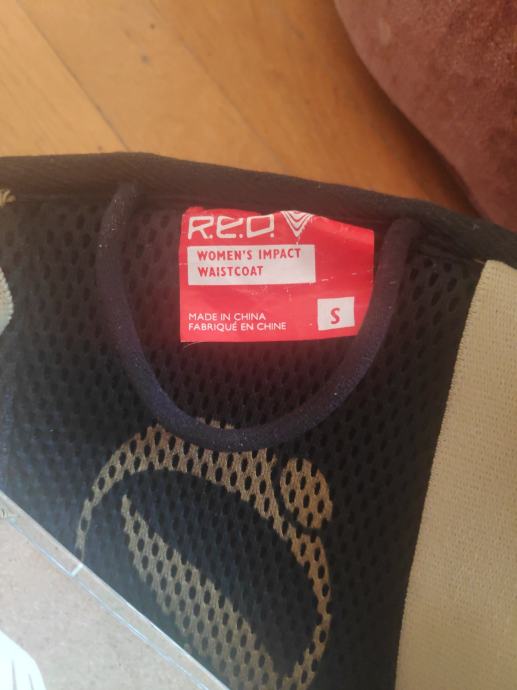 R.E.D.
WOMEN'S IMPACT
WAISTCOAT
MADE IN CHINA
FABRIQUÉ EN CHINE
S